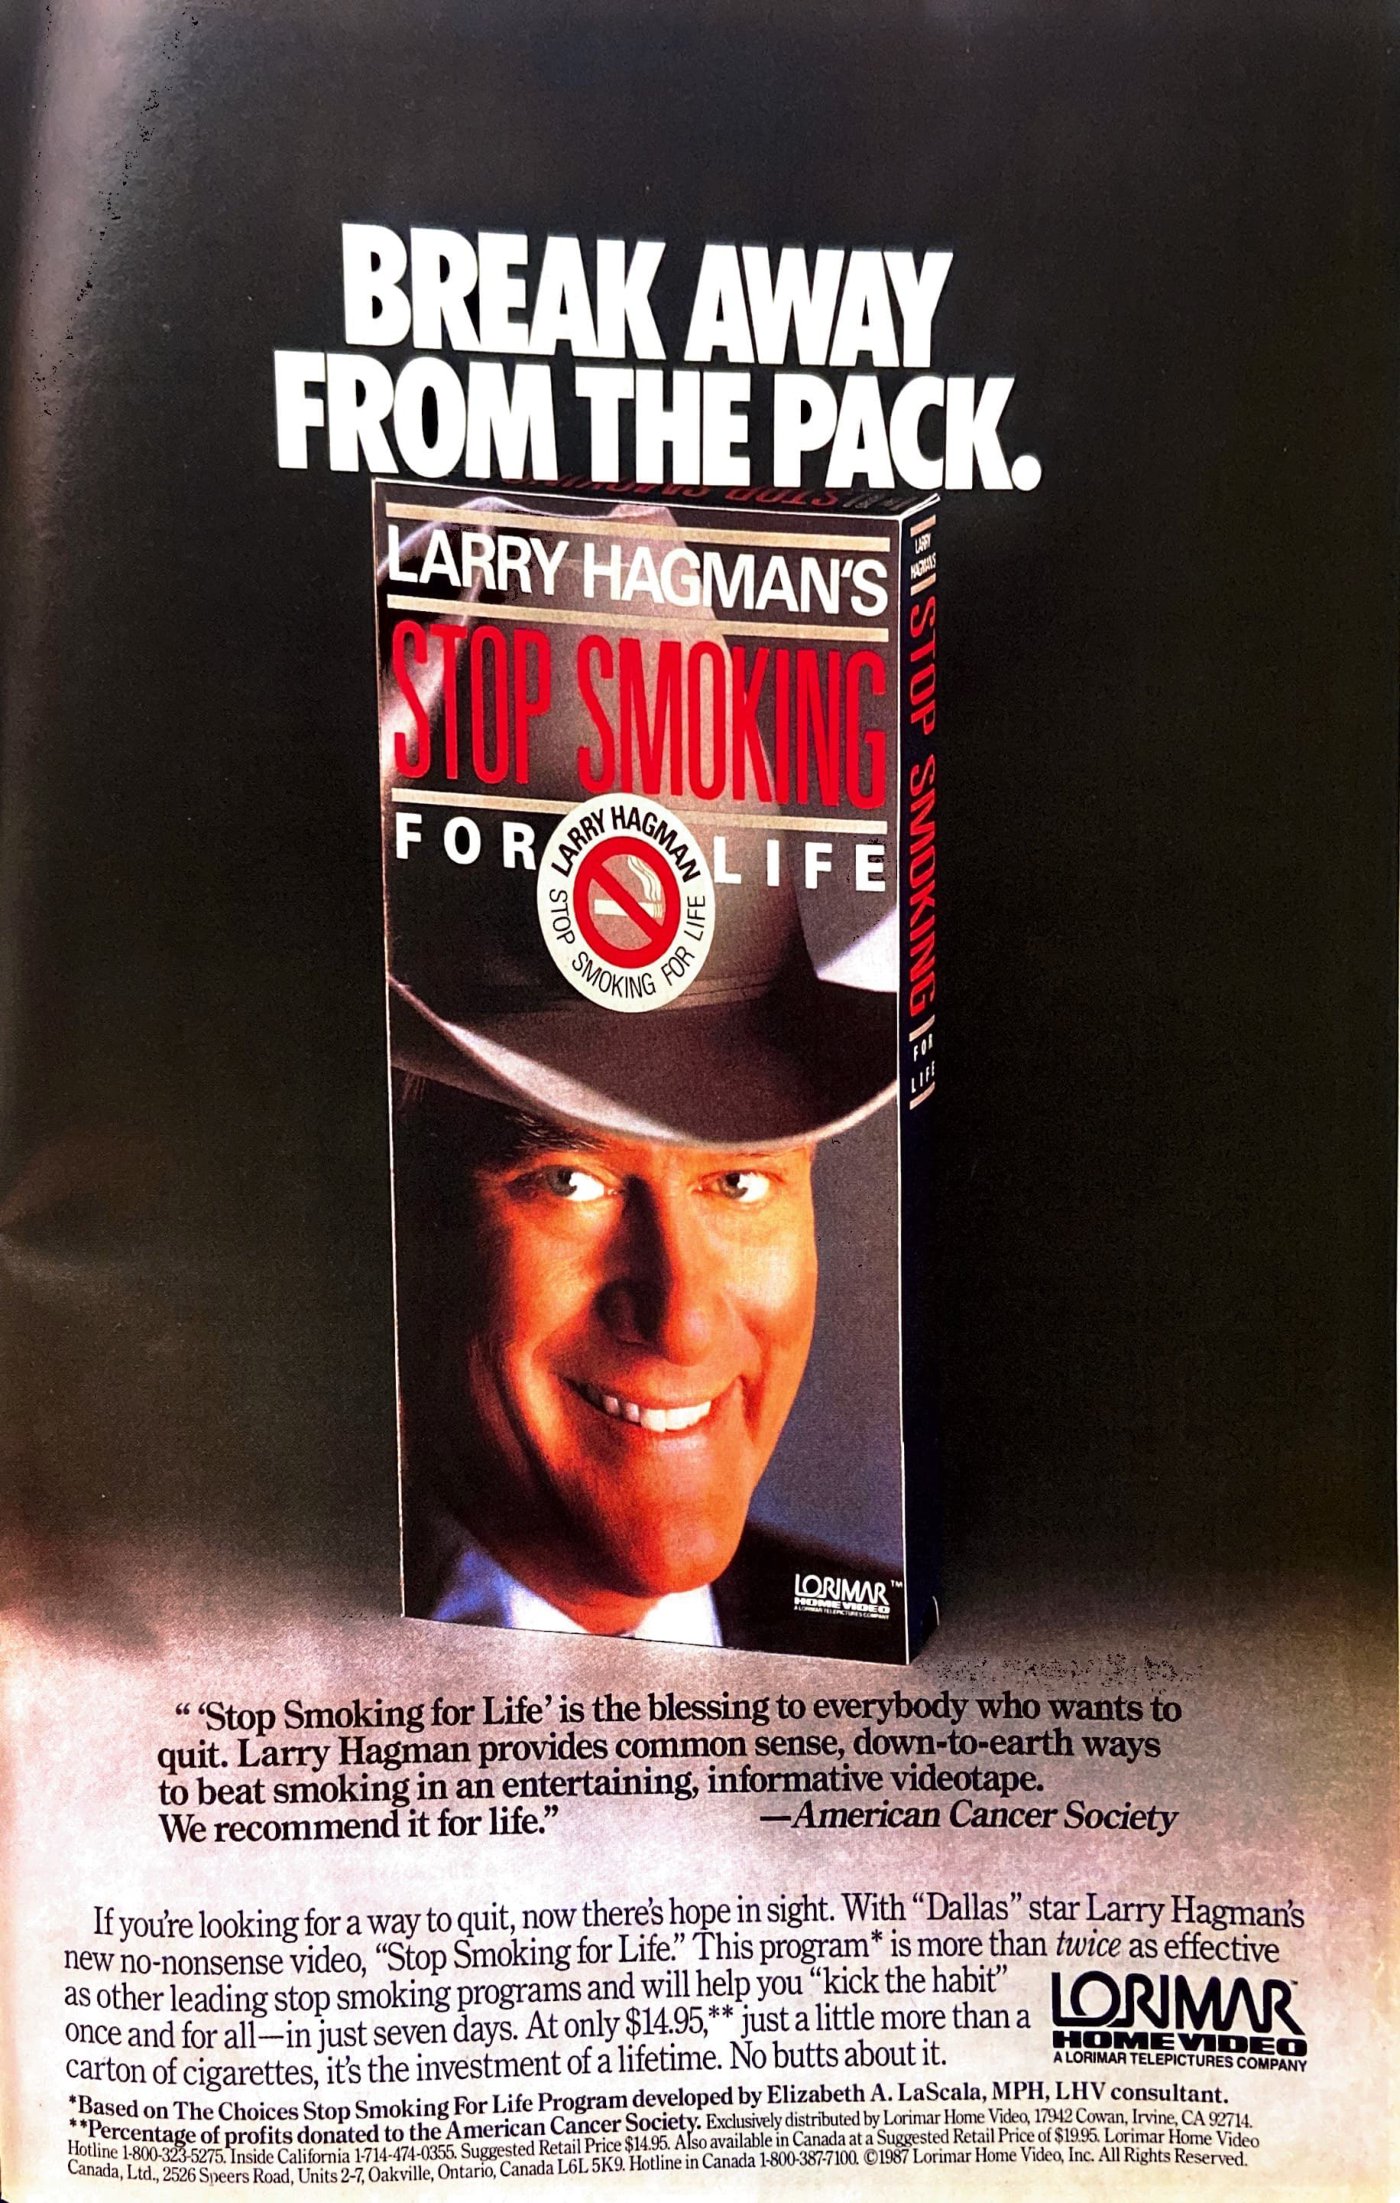 BREAK AWAY
FROM THE PACK.
LARRY HAGMAN'S
STOP SMOKING
FOR LIFE
LARRY HAGMAN
STOP SMOKING FOR LIFE
LARRY
HAGMAN'S
STOP SMOKING
FOR
LIFE
STOP SMOKING
LORIMAR™
HOME VIDEO
A LORIMAR TELEPICTURES COMPANY
“ ‘Stop Smoking for Life’ is the blessing to everybody who wants to
quit. Larry Hagman provides common sense, down-to-earth ways
to beat smoking in an entertaining, informative videotape.
We recommend it for life.” —American Cancer Society
If you’re looking for a way to quit, now there’s hope in sight. With “Dallas” star Larry Hagman’s
new no-nonsense video, “Stop Smoking for Life.” This program* is more than twice as effective
as other leading stop smoking programs and will help you “kick the habit”
once and for all—in just seven days. At only $14.95,** just a little more than a
carton of cigarettes, it’s the investment of a lifetime. No butts about it.
LORIMAR™
HOME VIDEO
A LORIMAR TELEPICTURES COMPANY
*Based on The Choices Stop Smoking For Life Program developed by Elizabeth A. LaScala, MPH, LHV consultant.
**Percentage of profits donated to the American Cancer Society. Exclusively distributed by Lorimar Home Video, 17942 Cowan, Irvine, CA 92714.
Hotline 1-800-323-5275. Inside California 1-714-474-0355. Suggested Retail Price $14.95. Also available in Canada at a Suggested Retail Price of $19.95. Lorimar Home Video
Canada, Ltd., 2526 Speers Road, Units 2-7, Oakville, Ontario, Canada L6L 5K9. Hotline in Canada 1-800-387-7100. ©1987 Lorimar Home Video, Inc. All Rights Reserved.